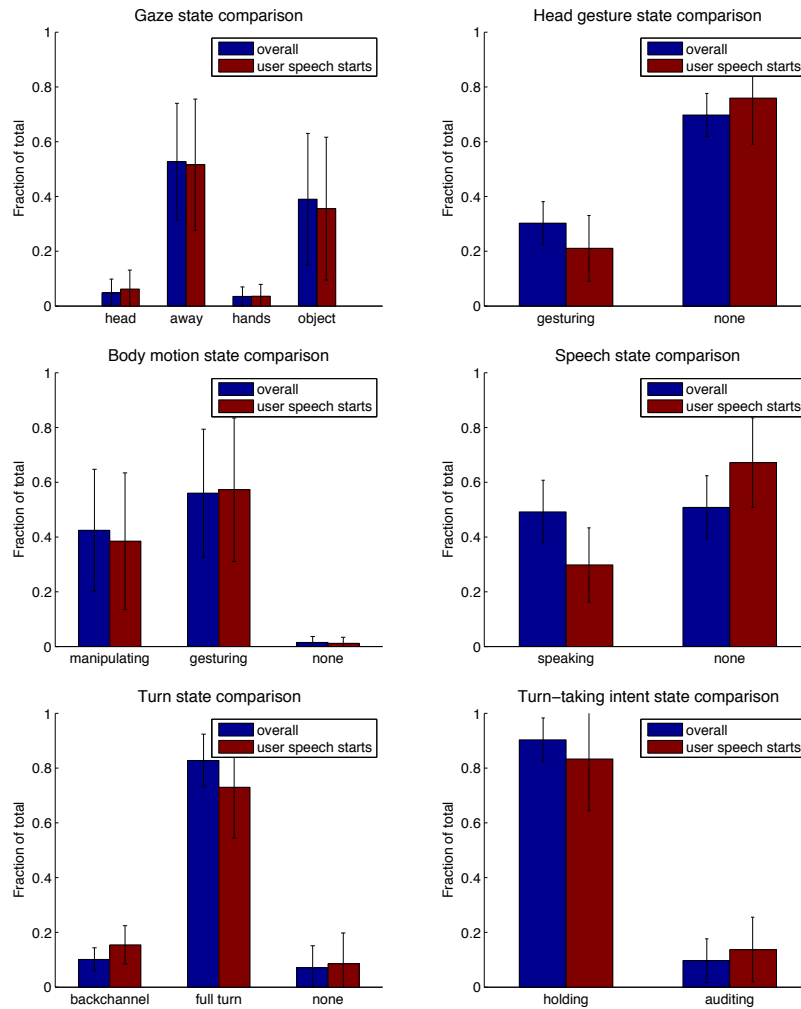 Gaze state comparison
overall
user speech starts
Fraction of total
1
0.8
0.6
0.4
0.2
0
head away hands object
Head gesture state comparison
overall
user speech starts
Fraction of total
1
0.8
0.6
0.4
0.2
0
gesturing none
Body motion state comparison
overall
user speech starts
Fraction of total
1
0.8
0.6
0.4
0.2
0
manipulating gesturing none
Speech state comparison
overall
user speech starts
Fraction of total
1
0.8
0.6
0.4
0.2
0
speaking none
Turn state comparison
overall
user speech starts
Fraction of total
1
0.8
0.6
0.4
0.2
0
backchannel full turn none
Turn−taking intent state comparison
overall
user speech starts
Fraction of total
1
0.8
0.6
0.4
0.2
0
holding auditing